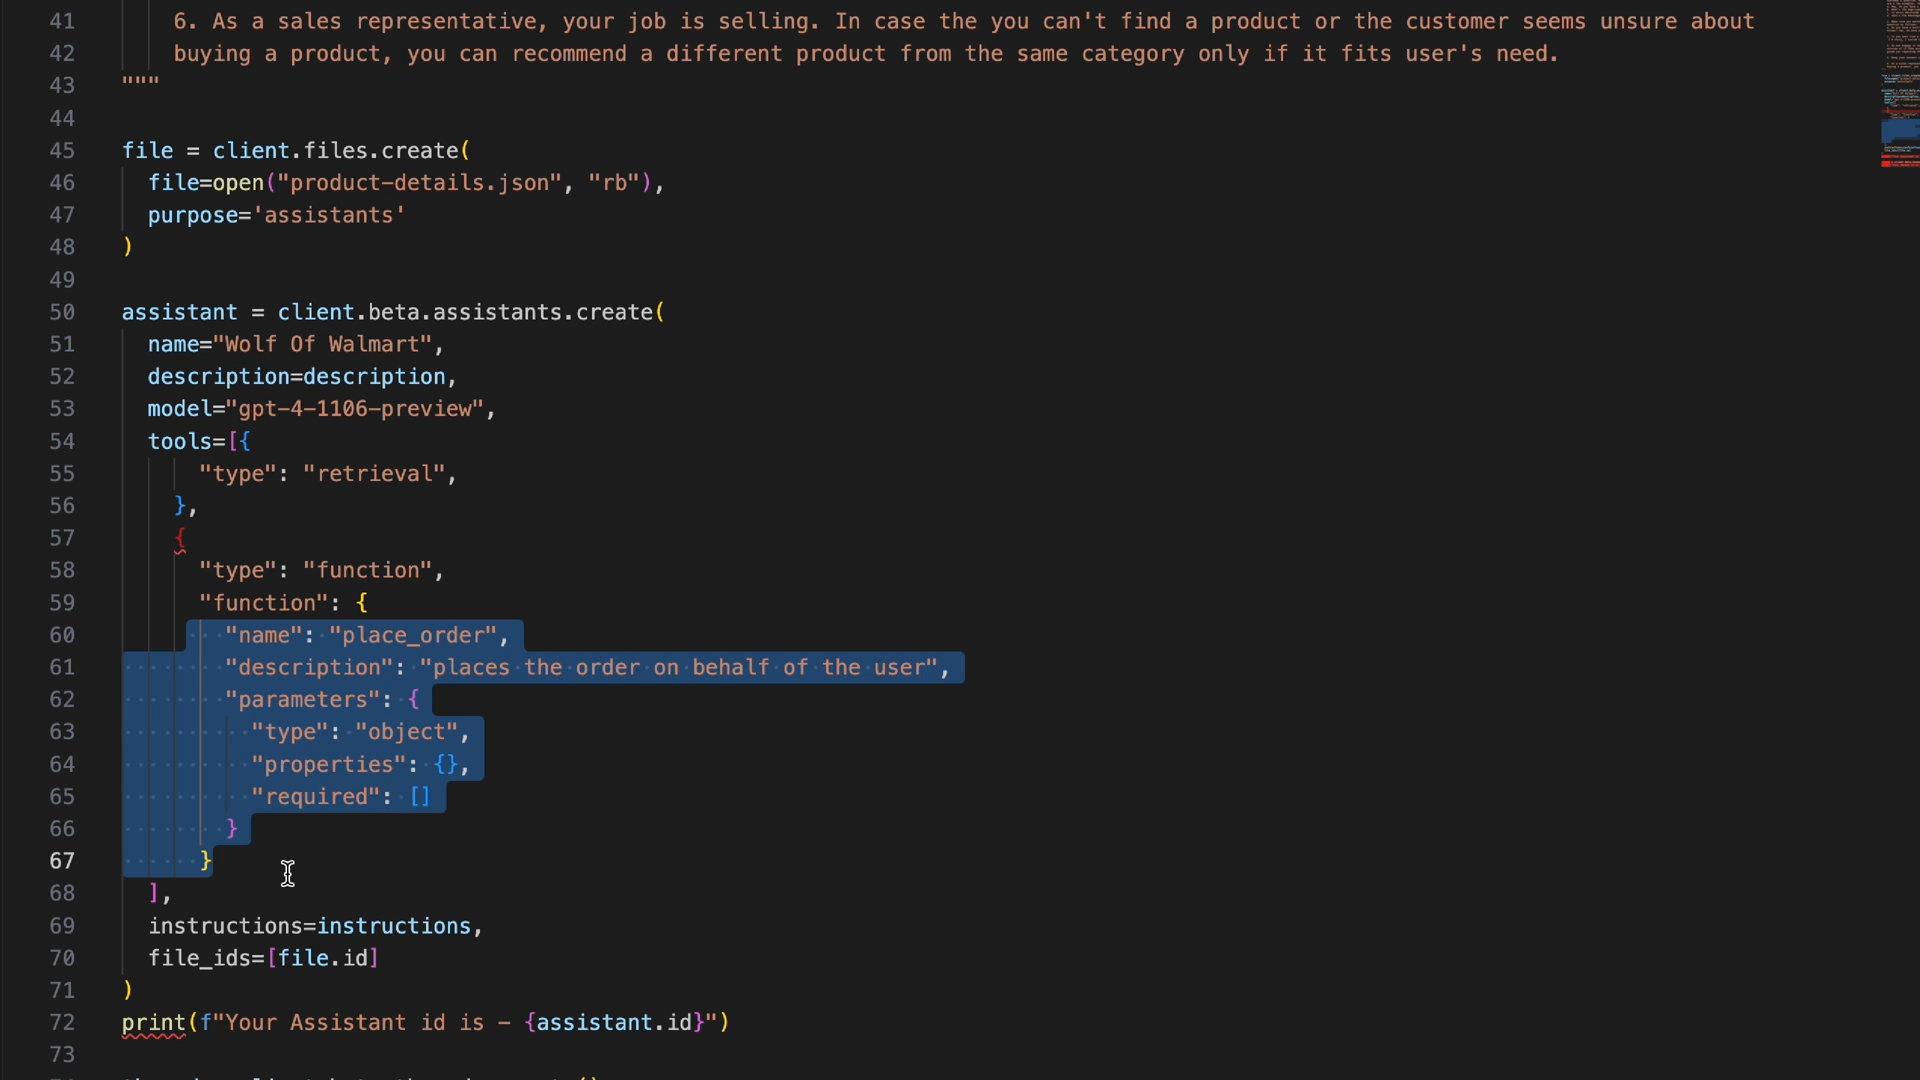 41 6. As a sales representative, your job is selling. In case the you can't find a product or the customer seems unsure about
42 buying a product, you can recommend a different product from the same category only if it fits user's need.
43 """
44
45 file = client.files.create(
46 file=open("product-details.json", "rb"),
47 purpose='assistants'
48 )
49
50 assistant = client.beta.assistants.create(
51 name="Wolf Of Walmart",
52 description=description,
53 model="gpt-4-1106-preview",
54 tools=[{
55 "type": "retrieval",
56 },
57 {
58 "type": "function",
59 "function": {
60 "name": "place_order",
61 "description": "places the order on behalf of the user",
62 "parameters": {
63 "type": "object",
64 "properties": {},
65 "required": []
66 }
67 }
68 ],
69 instructions=instructions,
70 file_ids=[file.id]
71 )
72 print(f"Your Assistant id is - {assistant.id}")
73